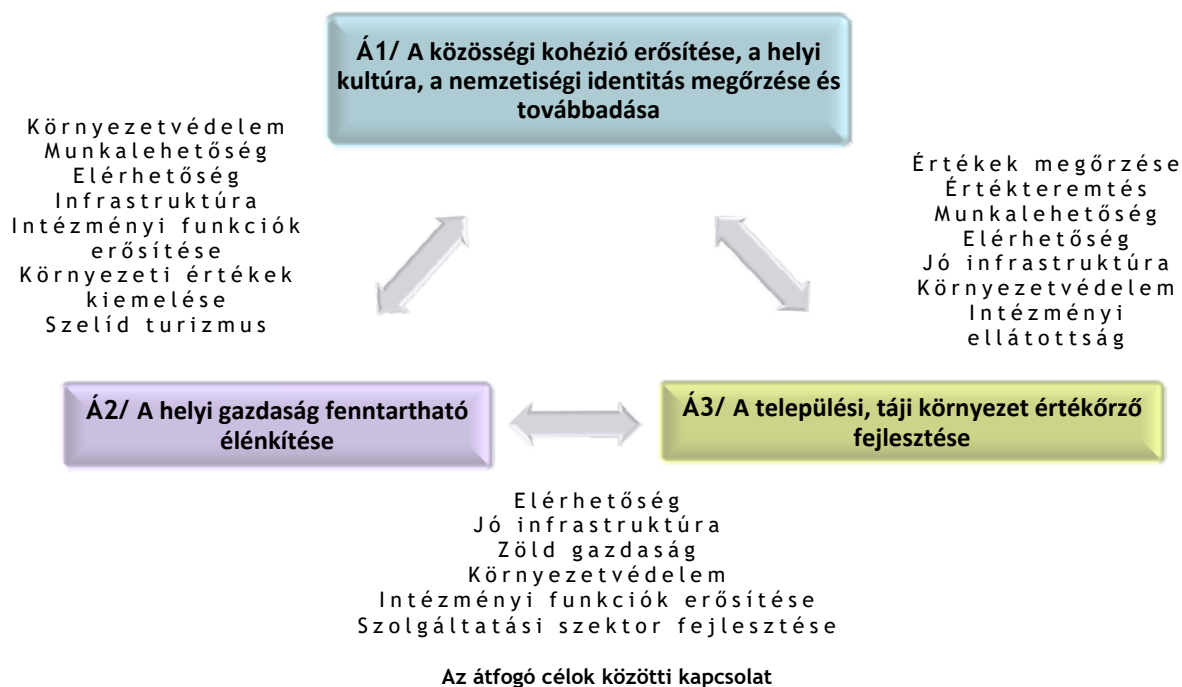 Á1/ A közösségi kohézió erősítése, a helyi
kultúra, a nemzetiségi identitás megőrzése és
továbbadása
Környezetvédelem
Munkalehetőség
Elérhetőség
Infrastruktúra
Intézményi funkciók
erősítése
Környezeti értékek
kiemelése
Szelíd turizmus
Értékek megőrzése
Értékteremtés
Munkalehetőség
Elérhetőség
Jó infrastruktúra
Környezetvédelem
Intézményi
ellátottság
Á2/ A helyi gazdaság fenntartható
élénkítése
Á3/ A települési, táji környezet értékőrző
fejlesztése
Elérhetőség
Jó infrastruktúra
Zöld gazdaság
Környezetvédelem
Intézményi funkciók erősítése
Szolgáltatási szektor fejlesztése
Az átfogó célok közötti kapcsolat